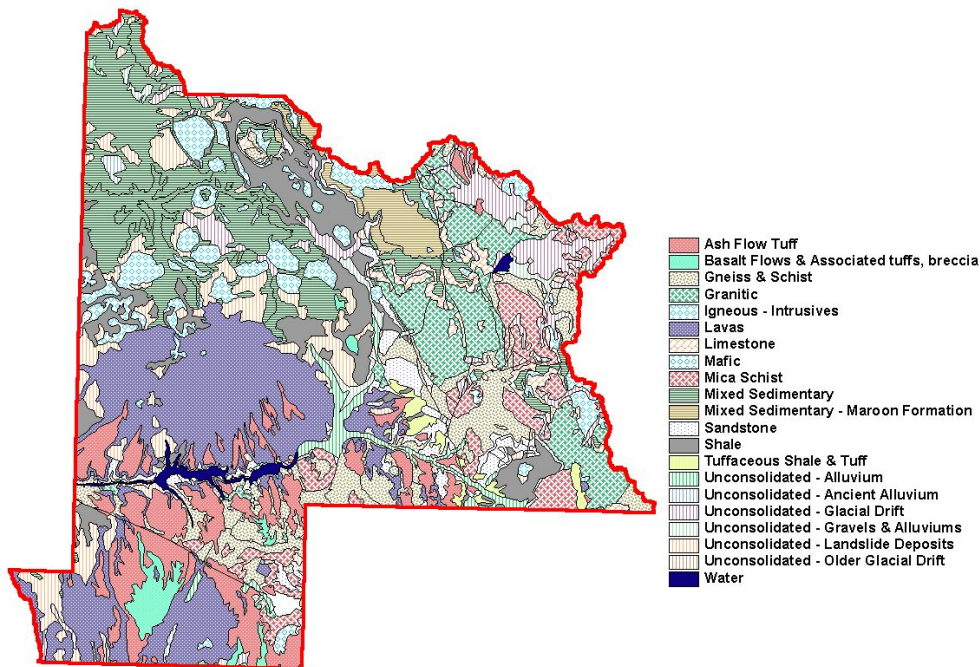 Ash Flow Tuff
Basalt Flows & Associated tuffs, breccia
Gneiss & Schist
Granitic
Igneous - Intrusives
Lavas
Limestone
Mafic
Mica Schist
Mixed Sedimentary
Mixed Sedimentary - Maroon Formation
Sandstone
Shale
Tuffaceous Shale & Tuff
Unconsolidated - Alluvium
Unconsolidated - Ancient Alluvium
Unconsolidated - Glacial Drift
Unconsolidated - Gravels & Alluviums
Unconsolidated - Landslide Deposits
Unconsolidated - Older Glacial Drift
Water